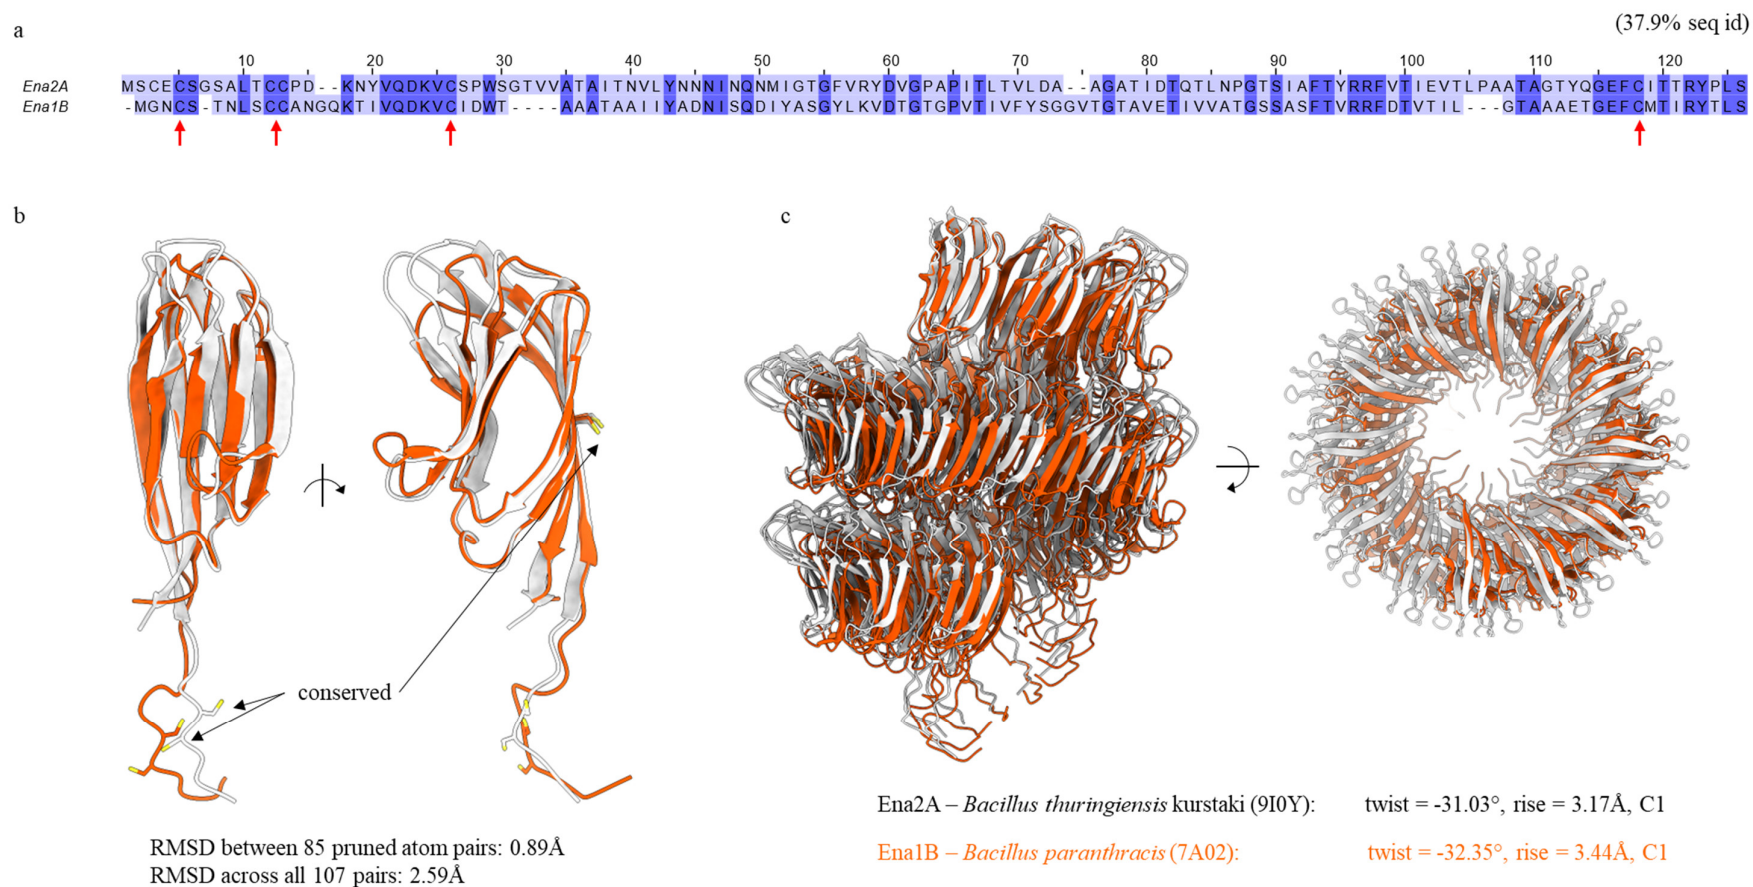 a
(37.9% seq id)
10 20 30 40 50 60 70 80 90 100 110 120
Ena2A MSCECSGSALTCCPD--KNYVQDKVCSPWSGTVVATAITNVLYNNNINQNMIGTGFVRYDVGPAPITLTVLDA--AGATIDTQTLNPGTSIAFTYRRFVTIEVTLPAATAGTYQGEFCITTRYPLS
Ena1B -MGNCS-TNLSCCANGQKTIVQDKVCIDWT----AAATAAIIYADNISQDIYASGYLKVDTGTGPVTIVFYSGGVTGTAVETIVVATGSSASFTVRRFDTVTIL---GTAAAETGEFCMTIRYTLS
b
c
conserved
RMSD between 85 pruned atom pairs: 0.89Å
RMSD across all 107 pairs: 2.59Å
Ena2A – Bacillus thuringiensis kurstaki (9I0Y): twist = -31.03°, rise = 3.17Å, C1
Ena1B – Bacillus paranthracis (7A02): twist = -32.35°, rise = 3.44Å, C1